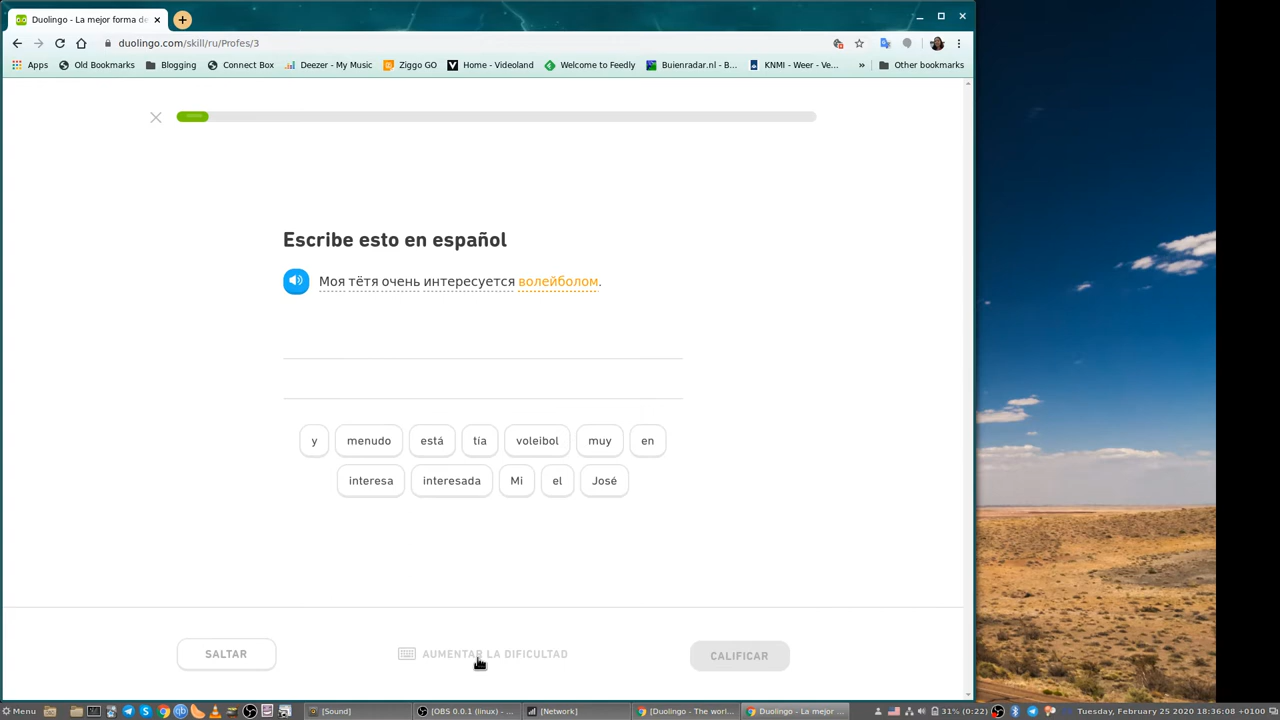 Duolingo - La mejor forma de
duolingo.com/skill/ru/Profes/3
Apps Old Bookmarks Blogging Connect Box Deezer - My Music Ziggo GO Home - Videoland Welcome to Feedly Buienradar.nl - B... KNMI - Weer - Ve... » Other bookmarks
Escribe esto en español
Моя тётя очень интересуется волейболом.
y menudo está tía voleibol muy en
interesa interesada Mi el José
SALTAR AUMENTAR LA DIFICULTAD CALIFICAR
Menu [Sound] (OBS 0.0.1 (linux) - ... [Network] [Duolingo - The worl... Duolingo - La mejor ... 31% (0:22) Tuesday, February 25 2020 18:36:08 +0100